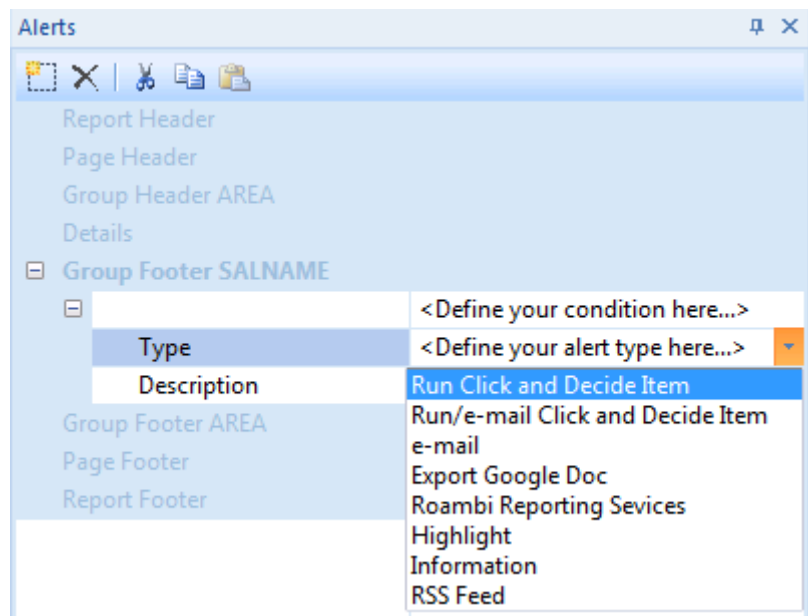 Alerts
Report Header
Page Header
Group Header AREA
Details
Group Footer SALNAME
<Define your condition here...>
Type <Define your alert type here...>
Description Run Click and Decide Item
Run/e-mail Click and Decide Item
Group Footer AREA
e-mail
Page Footer
Export Google Doc
Report Footer
Roambi Reporting Sevices
Highlight
Information
RSS Feed